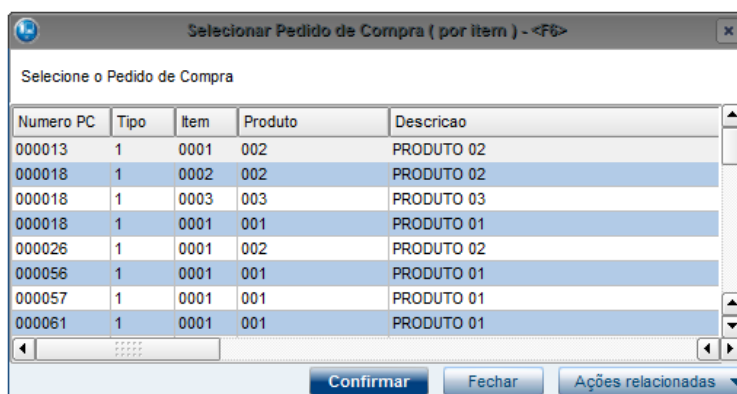 Selecionar Pedido de Compra ( por item ) - <F6>
Selecione o Pedido de Compra
Numero PC Tipo Item Produto Descricao
000013 1 0001 002 PRODUTO 02
000018 1 0002 002 PRODUTO 02
000018 1 0003 003 PRODUTO 03
000018 1 0001 001 PRODUTO 01
000026 1 0001 002 PRODUTO 02
000056 1 0001 001 PRODUTO 01
000057 1 0001 001 PRODUTO 01
000061 1 0001 001 PRODUTO 01
Confirmar Fechar Ações relacionadas